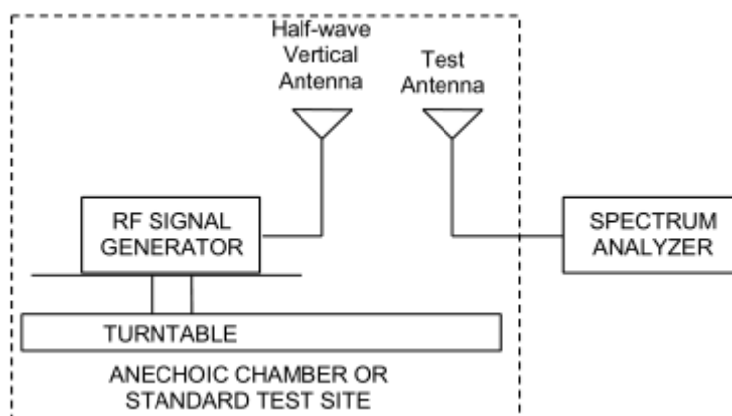 Half-wave
Vertical
Antenna
Test
Antenna
RF SIGNAL
GENERATOR
SPECTRUM
ANALYZER
TURNTABLE
ANECHOIC CHAMBER OR
STANDARD TEST SITE